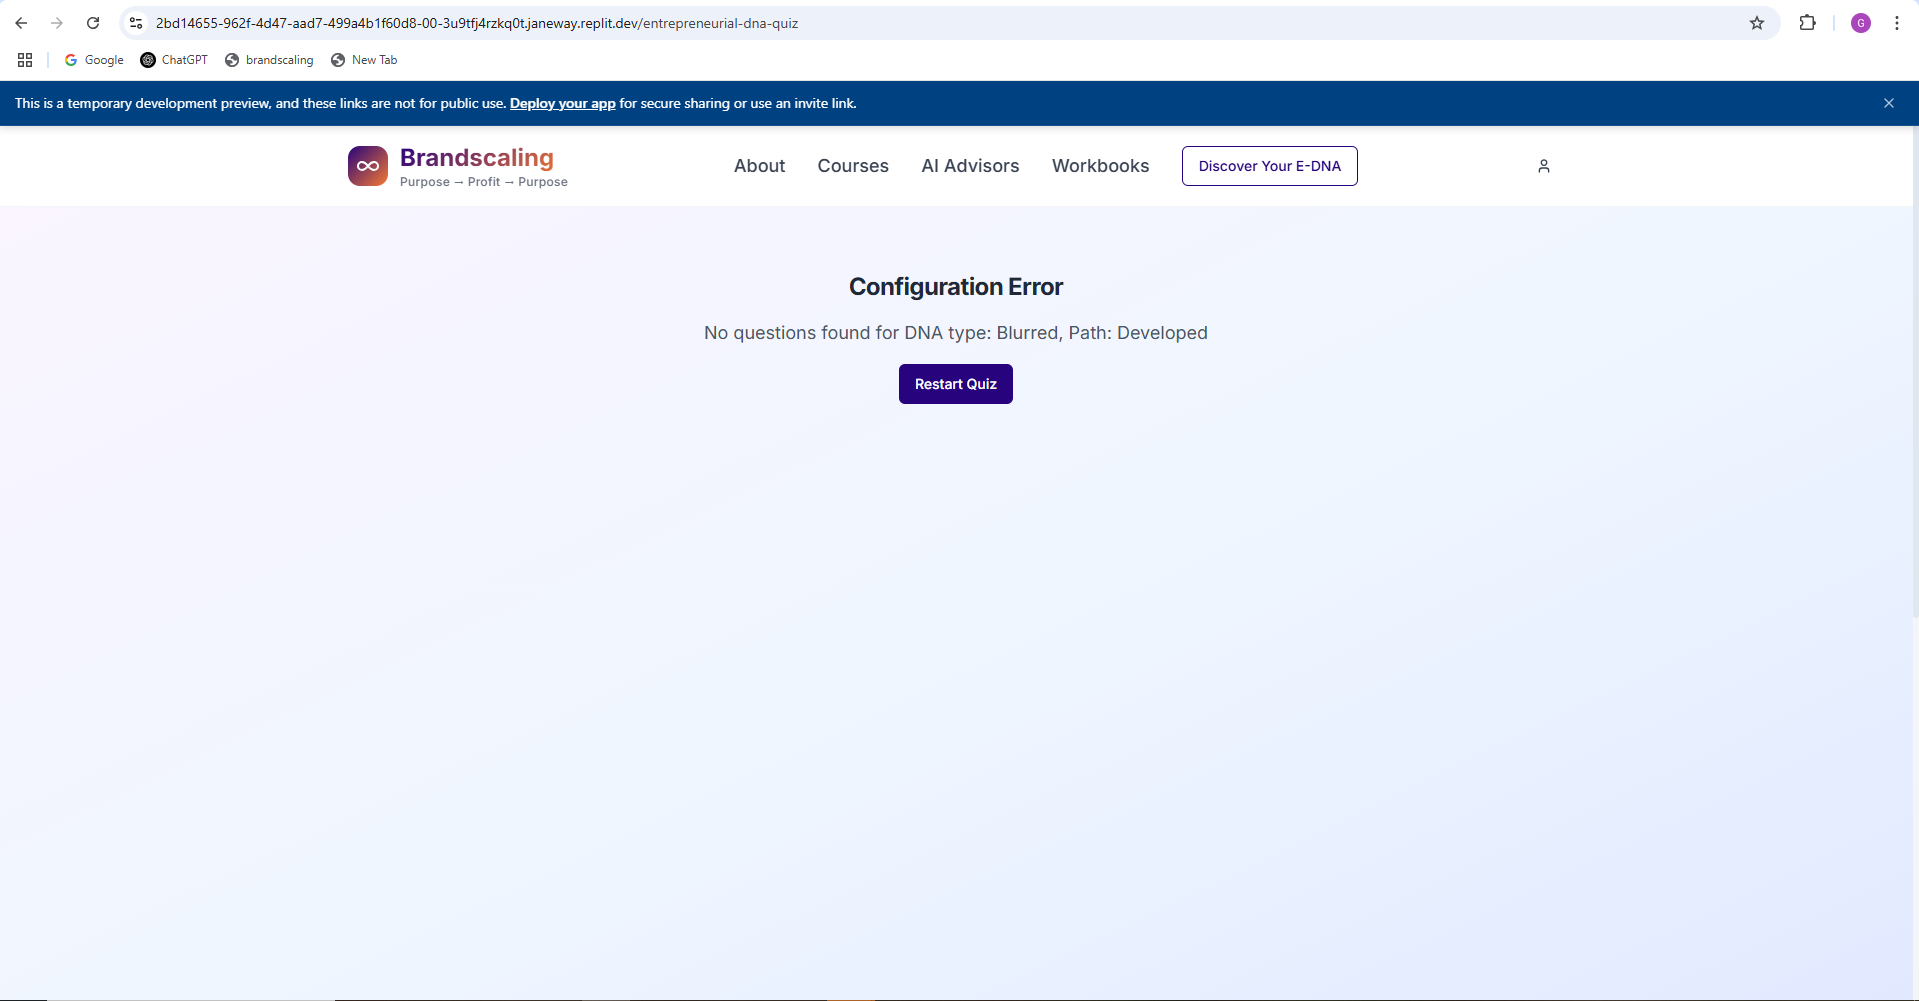 2bd14655-962f-4d47-aad7-499a4b1f60d8-00-3u9tfj4rzkq0t.janeway.replit.dev/entrepreneurial-dna-quiz
G
Google
ChatGPT
brandscaling
New Tab
This is a temporary development preview, and these links are not for public use. Deploy your app for secure sharing or use an invite link.
Brandscaling
Purpose → Profit → Purpose
About
Courses
AI Advisors
Workbooks
Discover Your E-DNA
Configuration Error
No questions found for DNA type: Blurred, Path: Developed
Restart Quiz